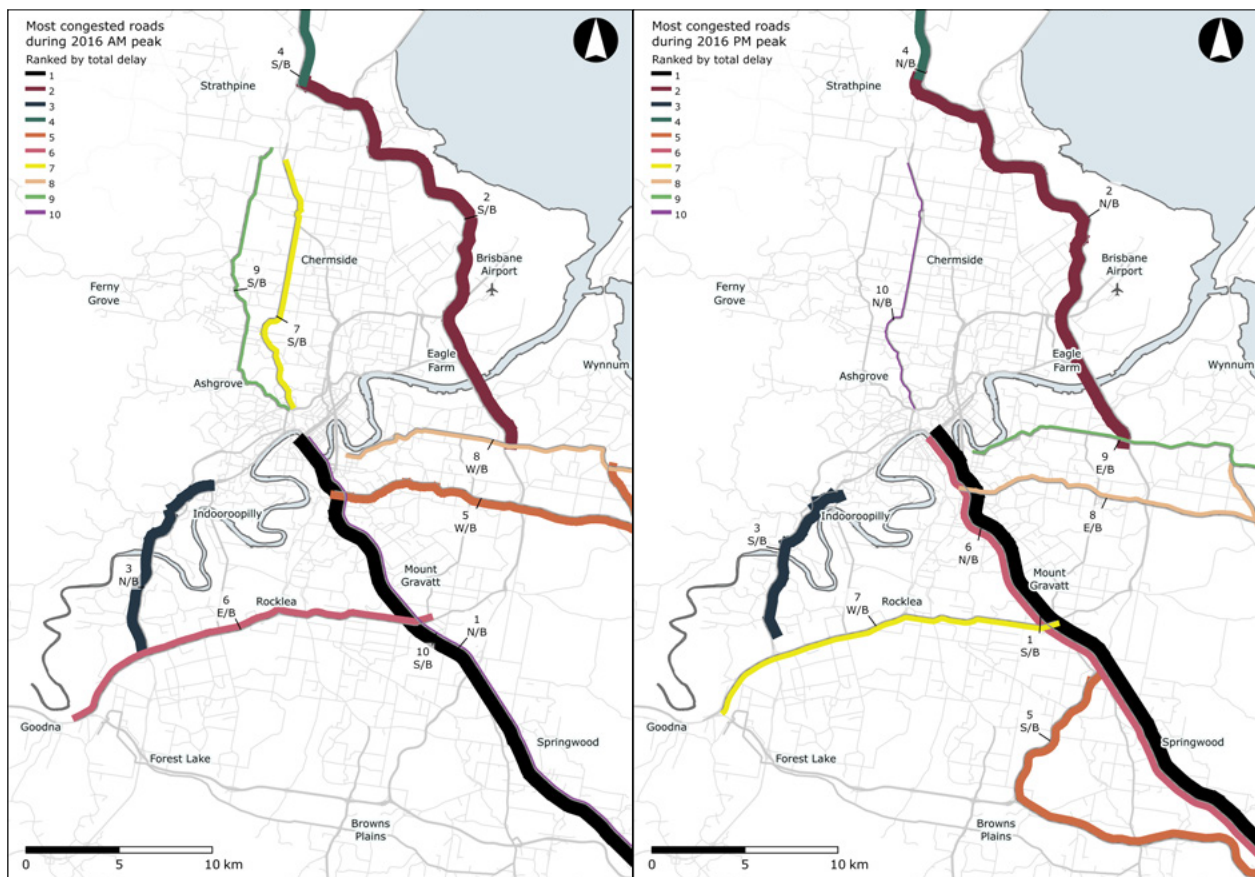 Most congested roads
during 2016 AM peak
Ranked by total delay
1
2
3
4
5
6
7
8
9
10
4
S/B
Strathpine
2
S/B
Brisbane
Airport
Chermside
9
S/B
Ferny
Grove
7
S/B
Eagle
Farm
Wynnum
Ashgrove
8
W/B
5
W/B
Indooroopilly
3
N/B
Mount
Gravatt
6
E/B
Rocklea
1
N/B
10
S/B
Goodna
Springwood
Forest Lake
Browns
Plains
0 5 10 km
Most congested roads
during 2016 PM peak
Ranked by total delay
1
2
3
4
5
6
7
8
9
10
4
N/B
Strathpine
2
N/B
Brisbane
Airport
Chermside
Ferny
Grove
10
N/B
Eagle
Farm
Wynnum
Ashgrove
9
E/B
8
E/B
Indooroopilly
3
S/B
6
N/B
Mount
Gravatt
7
W/B
Rocklea
1
S/B
Goodna
5
S/B
Springwood
Forest Lake
Browns
Plains
0 5 10 km